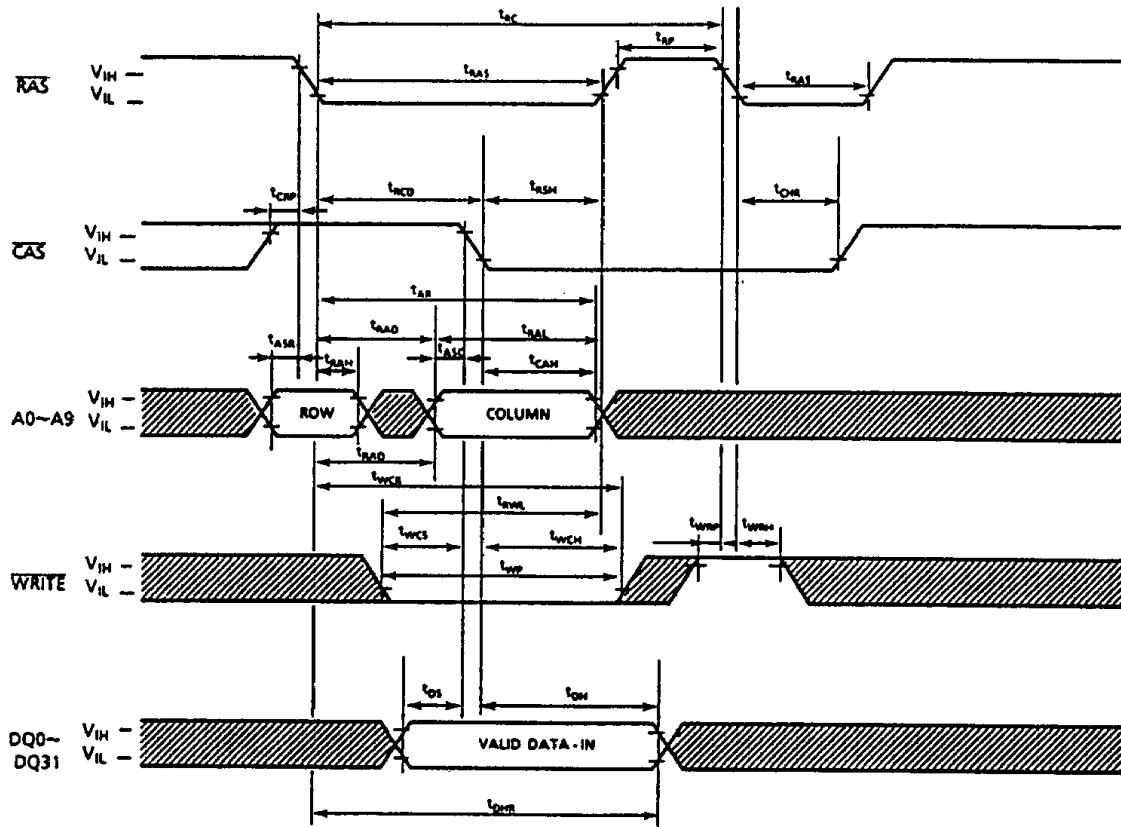 tRC
tRP
RAS
VIH
VIL
tRAS
tRAS
tCRP
tRCD
tRSH
tCHR
CAS
VIH
VIL
tAR
tRAD
tRAL
tASR
tRAH
tASC
tCAH
A0~A9
VIH
VIL
ROW
COLUMN
tRAD
tWCR
tRWL
tWCS
tWCH
tWRP
tWRH
WRITE
VIH
VIL
tWP
tDS
tDH
DQ0~
DQ31
VIH
VIL
VALID DATA-IN
tDHR